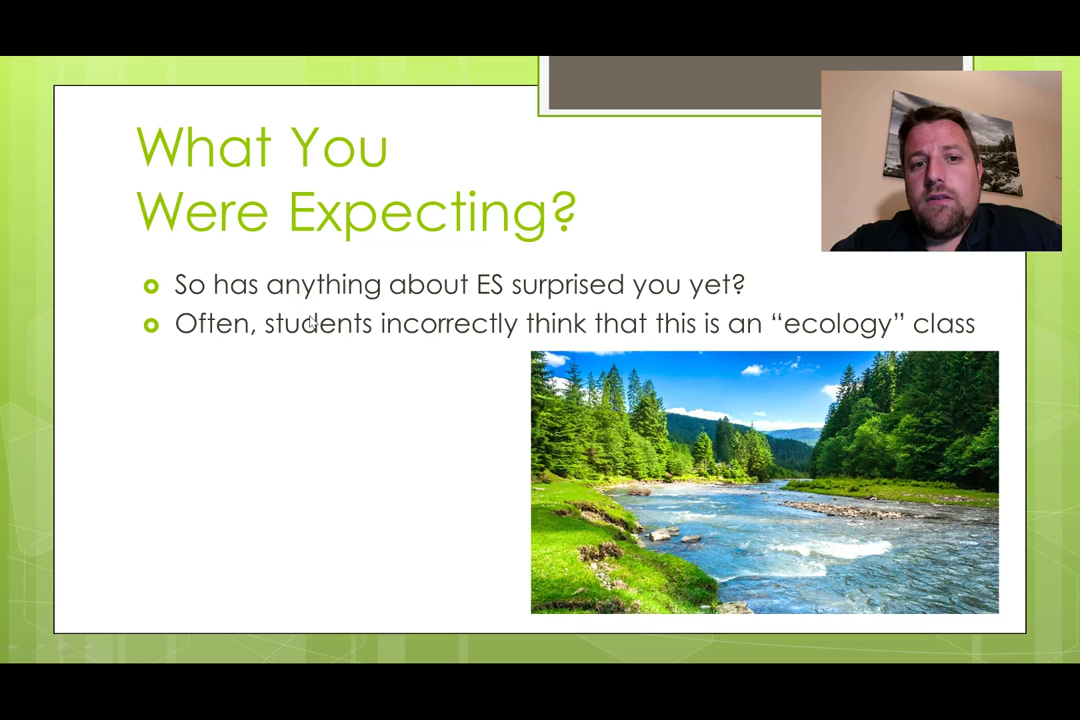 What You
Were Expecting?
So has anything about ES surprised you yet?
Often, students incorrectly think that this is an “ecology” class